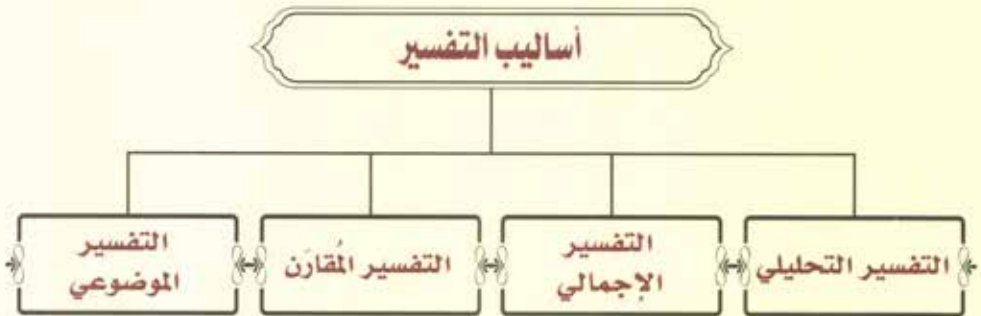 أساليب التفسير
التفسير التحليلي
التفسير
الإجمالي
التفسير المُقارَن
التفسير
الموضوعي